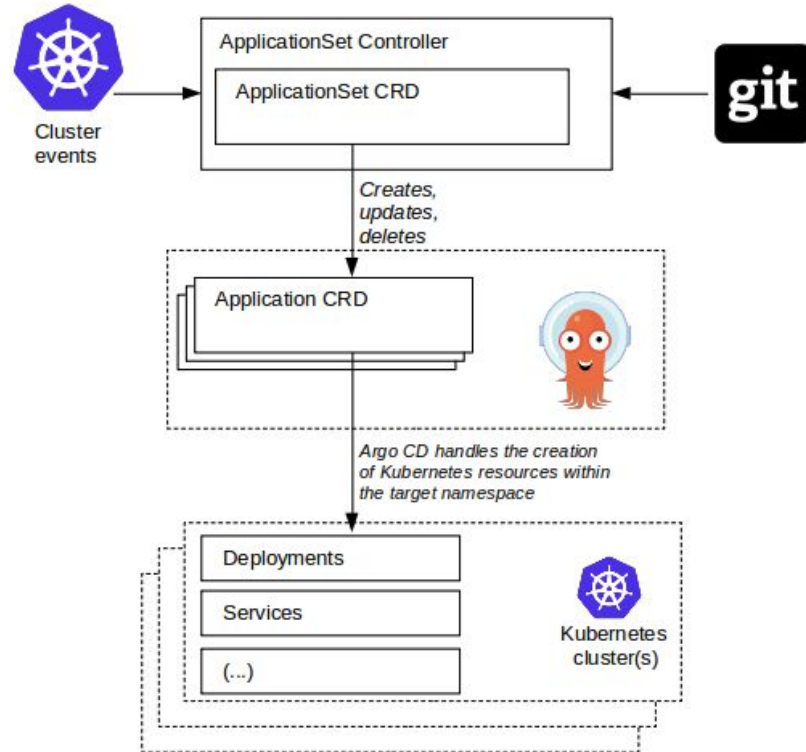 ApplicationSet Controller
ApplicationSet CRD
Cluster
events
git
Creates,
updates,
deletes
Application CRD
Argo CD handles the creation
of Kubernetes resources within
the target namespace
Deployments
Services
(...)
Kubernetes
cluster(s)